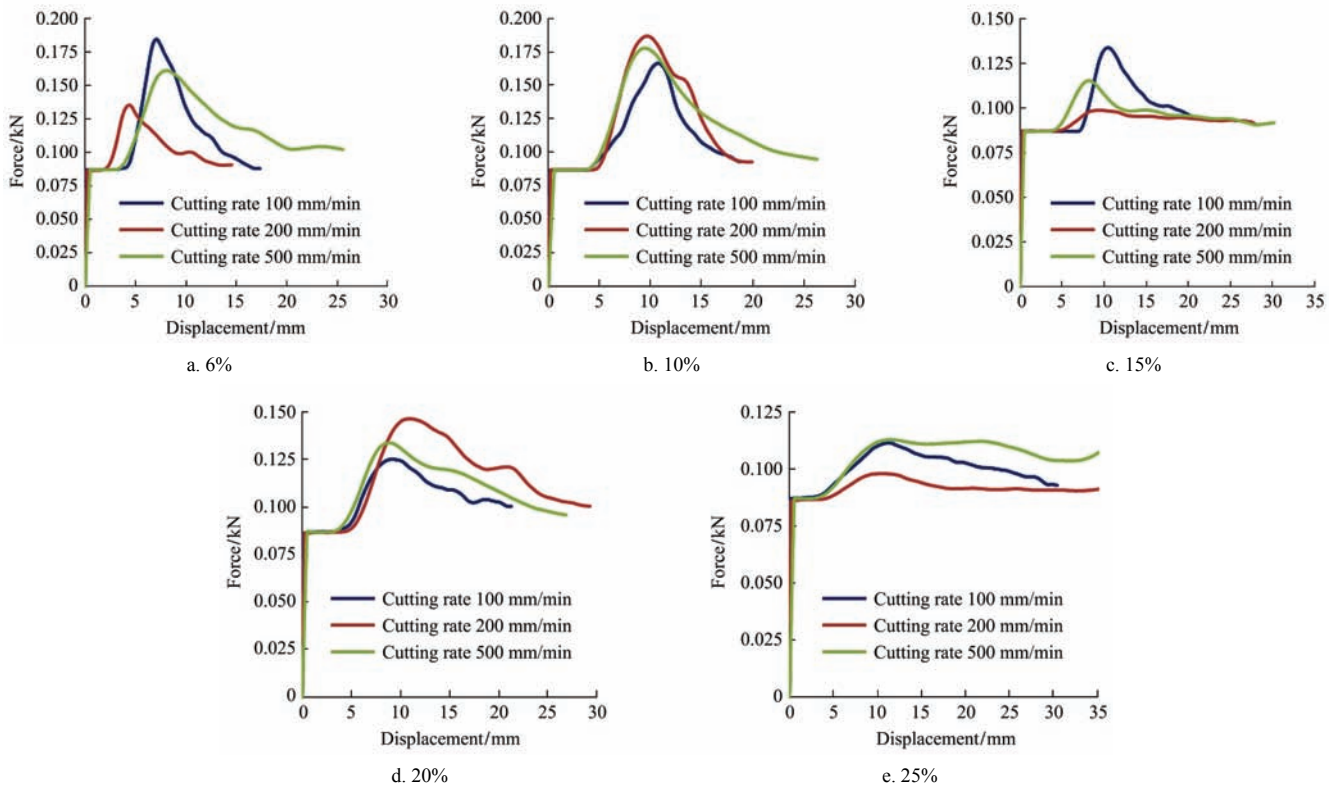 0.200
0.175
0.150
0.125
0.100
0.075
0.050
0.025
0
Force/kN
Cutting rate 100 mm/min
Cutting rate 200 mm/min
Cutting rate 500 mm/min
0 5 10 15 20 25 30
Displacement/mm
a. 6%
0.200
0.175
0.150
0.125
0.100
0.075
0.050
0.025
0
Force/kN
Cutting rate 100 mm/min
Cutting rate 200 mm/min
Cutting rate 500 mm/min
0 5 10 15 20 25 30
Displacement/mm
b. 10%
0.150
0.125
0.100
0.075
0.050
0.025
0
Force/kN
Cutting rate 100 mm/min
Cutting rate 200 mm/min
Cutting rate 500 mm/min
0 5 10 15 20 25 30 35
Displacement/mm
c. 15%
0.150
0.125
0.100
0.075
0.050
0.025
0
Force/kN
Cutting rate 100 mm/min
Cutting rate 200 mm/min
Cutting rate 500 mm/min
0 5 10 15 20 25 30
Displacement/mm
d. 20%
0.125
0.100
0.075
0.050
0.025
0
Force/kN
Cutting rate 100 mm/min
Cutting rate 200 mm/min
Cutting rate 500 mm/min
0 5 10 15 20 25 30 35
Displacement/mm
e. 25%